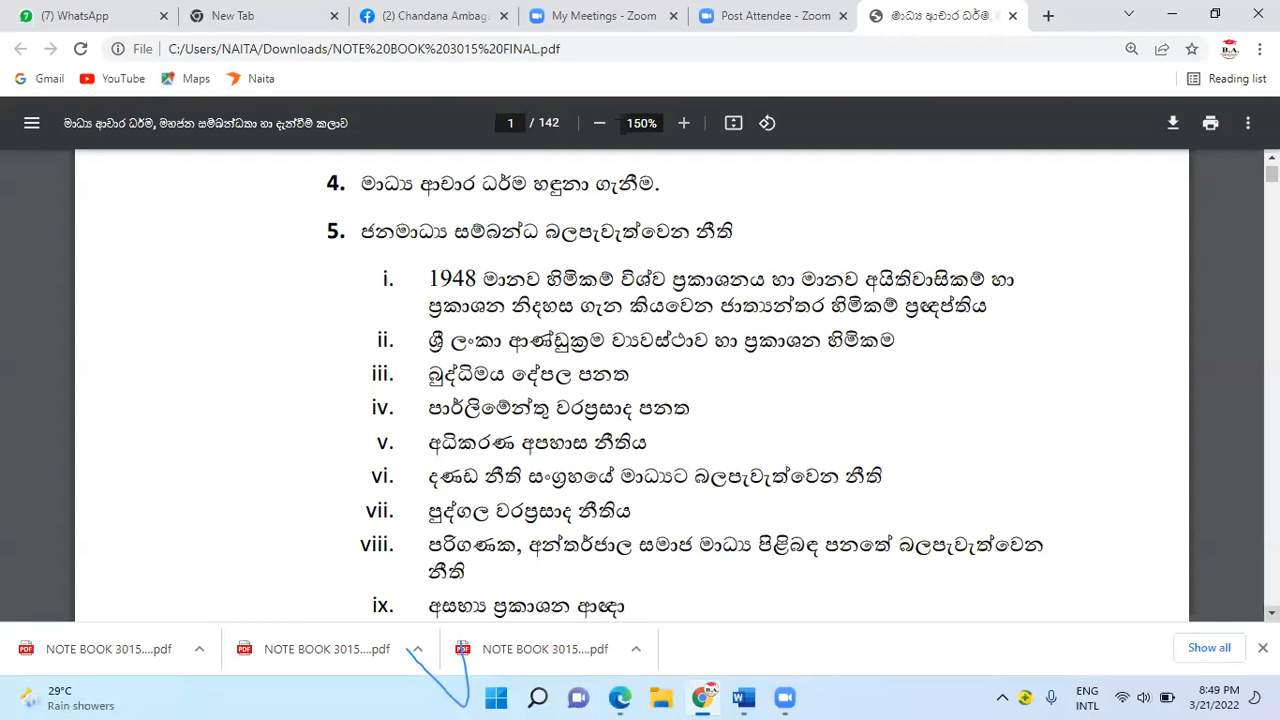 (7) WhatsApp
New Tab
(2) Chandana Ambag
My Meetings - Zoom
Post Attendee - Zoom
මාධ්‍ය ආචාර ධර්ම,
File C:/Users/NAITA/Downloads/NOTE%20BOOK%203015%20FINAL.pdf
Gmail YouTube Maps Naita Reading list
මාධ්‍ය ආචාර ධර්ම, මහජන සම්බන්ධතා හා දැන්වීම් කලාව 1 / 142 150%
4. මාධ්‍ය ආචාර ධර්ම හඳුනා ගැනීම.
5. ජනමාධ්‍ය සම්බන්ධ බලපැවැත්වෙන නීති
i. 1948 මානව හිමිකම් විශ්ව ප්‍රකාශනය හා මානව අයිතිවාසිකම් හා
ප්‍රකාශන නිදහස ගැන කියවෙන ජාත්‍යන්තර හිමිකම් ප්‍රඥප්තිය
ii. ශ්‍රී ලංකා ආණ්ඩුක්‍රම ව්‍යවස්ථාව හා ප්‍රකාශන හිමිකම
iii. බුද්ධිමය දේපල පනත
iv. පාර්ලිමේන්තු වරප්‍රසාද පනත
v. අධිකරණ අපහාස නීතිය
vi. දණ්ඩ නීති සංග්‍රහයේ මාධ්‍යට බලපැවැත්වෙන නීති
vii. පුද්ගල වරප්‍රසාද නීතිය
viii. පරිගණක, අන්තර්ජාල සමාජ මාධ්‍ය පිළිබඳ පනතේ බලපැවැත්වෙන
නීති
ix. අසභ්‍ය ප්‍රකාශන ආඥා
NOTE BOOK 3015....pdf NOTE BOOK 3015....pdf NOTE BOOK 3015....pdf Show all
29°C
Rain showers
ENG
INTL
8:49 PM
3/21/2022